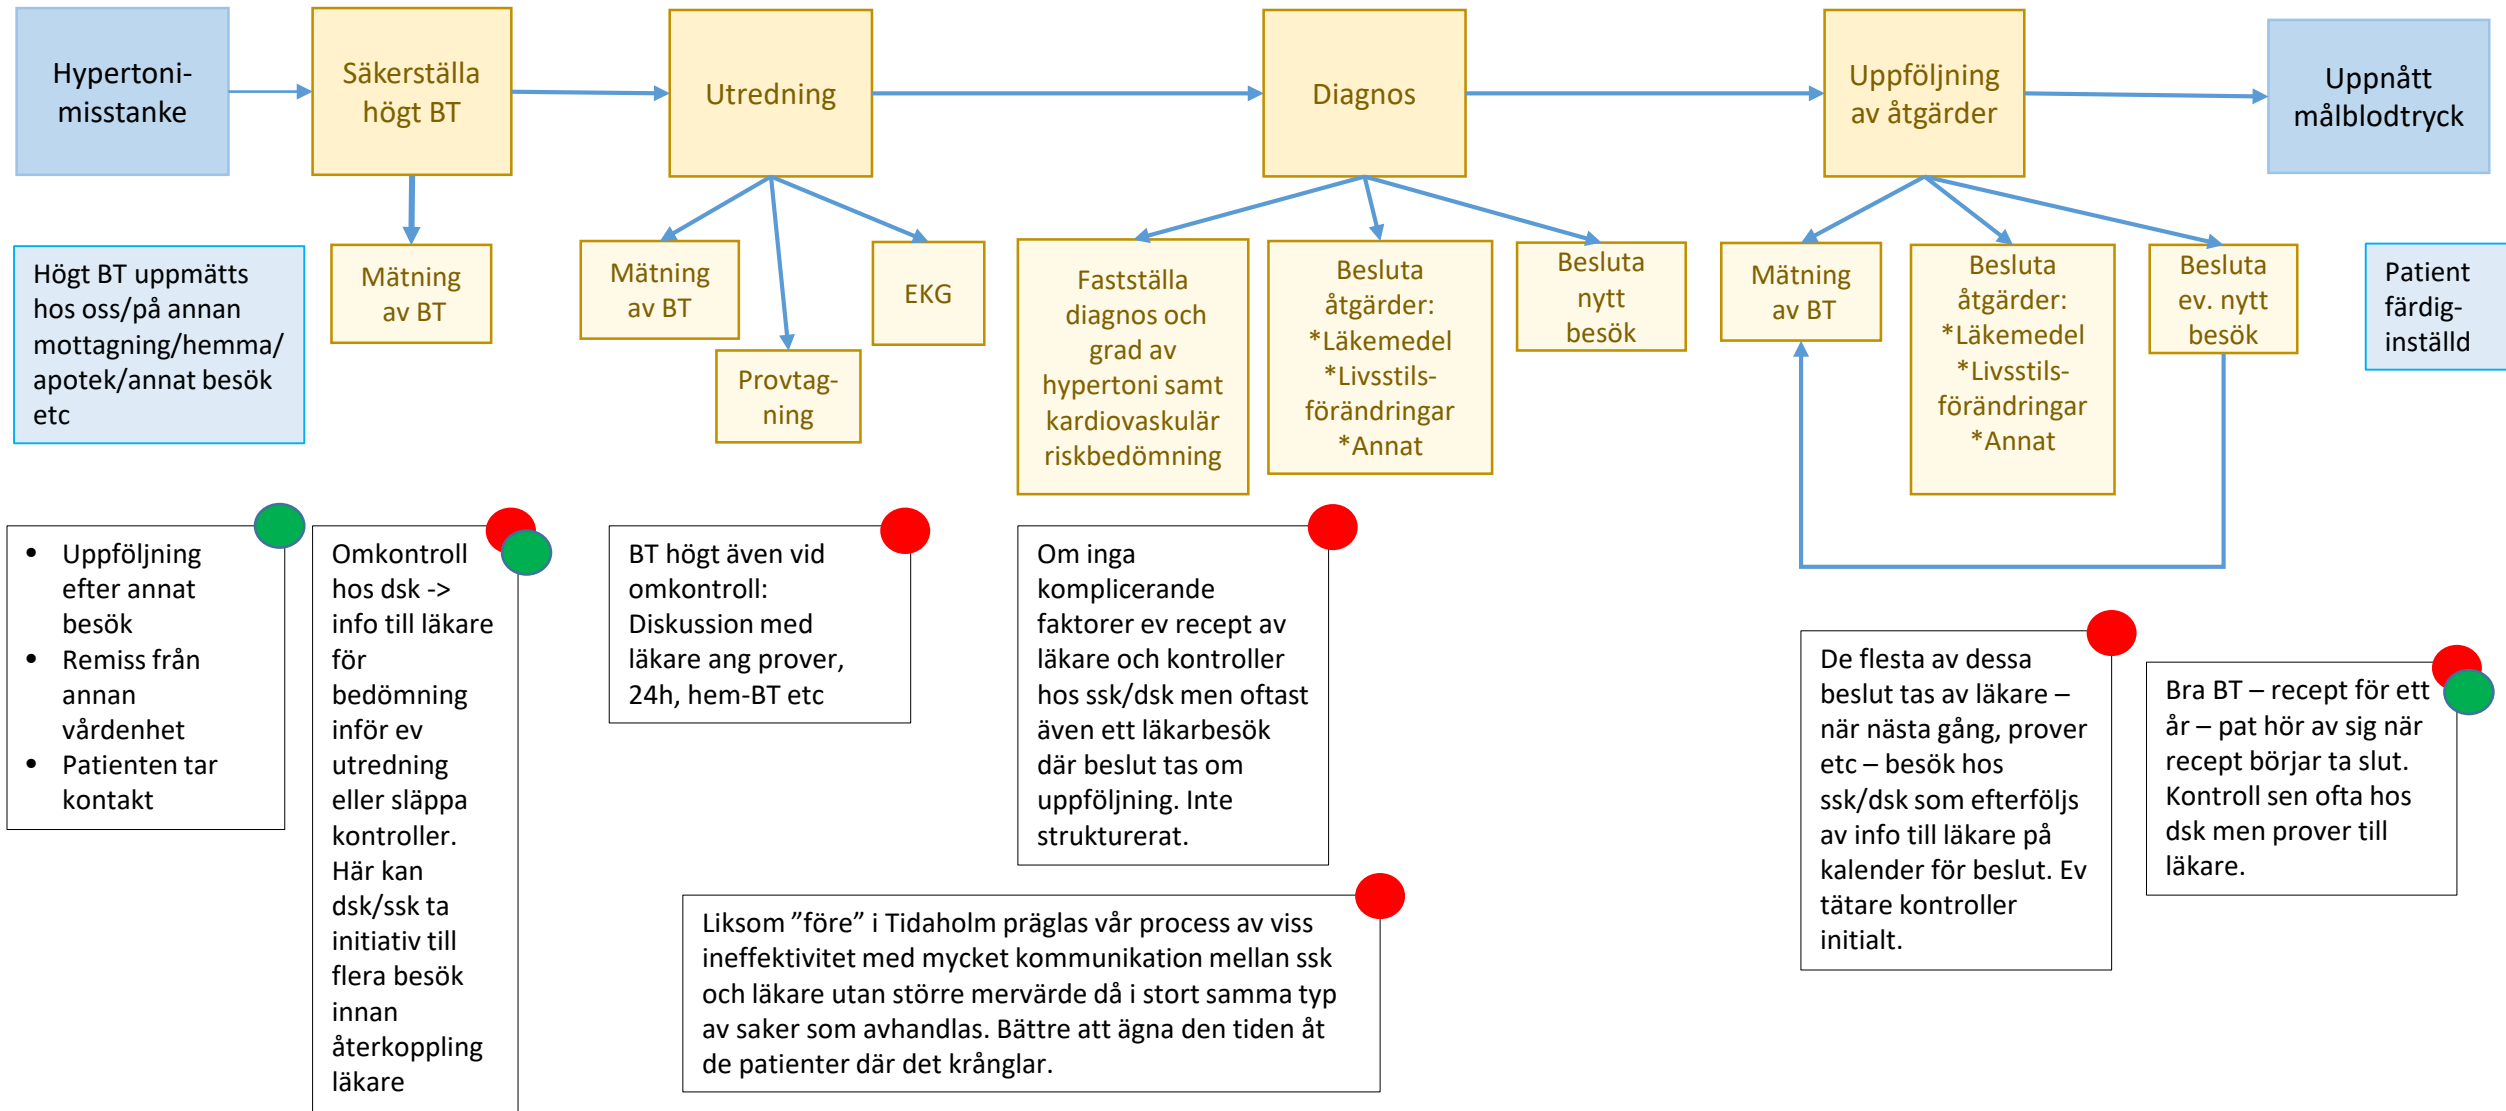 Hypertoni-
misstanke
Säkerställa
högt BT
Utredning
Diagnos
Uppföljning
av åtgärder
Uppnått
målblodtryck
Högt BT uppmätts
hos oss/på annan
mottagning/hemma/
apotek/annat besök
etc
Mätning
av BT
Mätning
av BT
Provtag-
ning
EKG
Fastställa
diagnos och
grad av
hypertoni samt
kardiovaskulär
riskbedömning
Besluta
åtgärder:
*Läkemedel
*Livsstils-
förändringar
*Annat
Besluta
nytt
besök
Mätning
av BT
Besluta
åtgärder:
*Läkemedel
*Livsstils-
förändringar
*Annat
Besluta
ev. nytt
besök
Patient
färdig-
inställd
• Uppföljning
efter annat
besök
• Remiss från
annan
vårdenhet
• Patienten tar
kontakt
Omkontroll
hos dsk ->
info till läkare
för
bedömning
inför ev
utredning
eller släppa
kontroller.
Här kan
dsk/ssk ta
initiativ till
flera besök
innan
återkoppling
läkare
BT högt även vid
omkontroll:
Diskussion med
läkare ang prover,
24h, hem-BT etc
Om inga
komplicerande
faktorer ev recept av
läkare och kontroller
hos ssk/dsk men oftast
även ett läkarbesök
där beslut tas om
uppföljning. Inte
strukturerat.
Liksom ”före” i Tidaholm präglas vår process av viss
ineffektivitet med mycket kommunikation mellan ssk
och läkare utan större mervärde då i stort samma typ
av saker som avhandlas. Bättre att ägna den tiden åt
de patienter där det krånglar.
De flesta av dessa
beslut tas av läkare –
när nästa gång, prover
etc – besök hos
ssk/dsk som efterföljs
av info till läkare på
kalender för beslut. Ev
tätare kontroller
initialt.
Bra BT – recept för ett
år – pat hör av sig när
recept börjar ta slut.
Kontroll sen ofta hos
dsk men prover till
läkare.